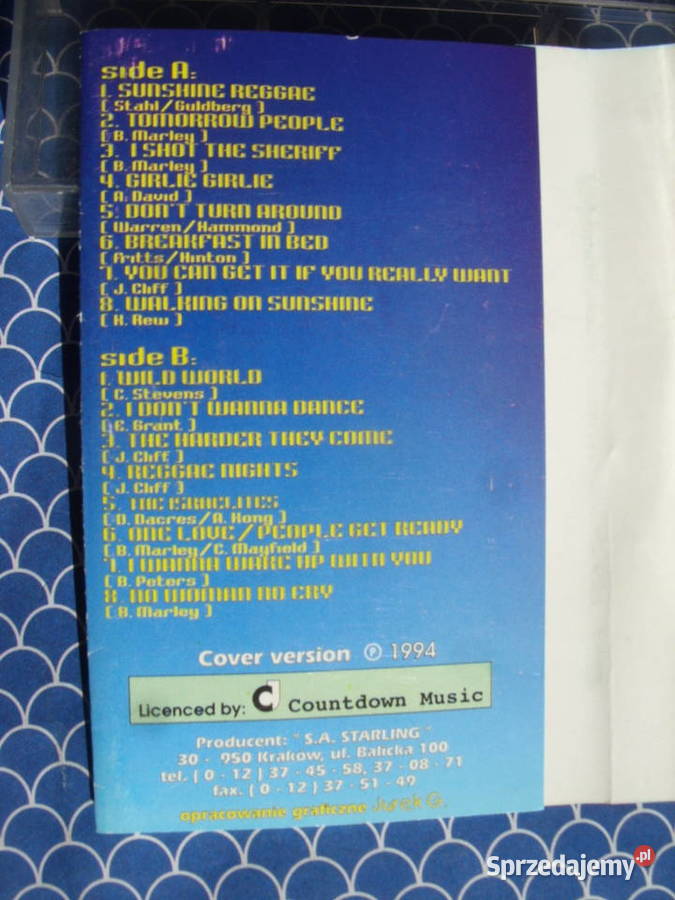 side A:
1. SUNSHINE REGGAE
[ Stahl/Guldberg ]
2. TOMORROW PEOPLE
[ B. Marley ]
3. I SHOT THE SHERIFF
[ B. Marley ]
4. GIRLIE GIRLIE
[ A. David ]
5. DON'T TURN AROUND
[ Warren/Hammond ]
6. BREAKFAST IN BED
[ Fritts/Hinton ]
7. YOU CAN GET IT IF YOU REALLY WANT
[ J. Cliff ]
8. WALKING ON SUNSHINE
[ K. Rew ]
side B:
1. WILD WORLD
[ C. Stevens ]
2. I DON'T WANNA DANCE
[ E. Grant ]
3. THE HARDER THEY COME
[ J. Cliff ]
4. REGGAE NIGHTS
[ J. Cliff ]
5. THE ISRAELITES
[ D. Dacres/A. Kong ]
6. ONE LOVE/PEOPLE GET READY
[ B. Marley/C. Mayfield ]
7. I WANNA WAKE UP WITH YOU
[ B. Peters ]
8. NO WOMAN NO CRY
[ B. Marley ]
Cover version ℗ 1994
Licenced by: CJ Countdown Music
Producent: " S.A. STARLING "
30 - 950 Krakow, ul. Balicka 100
tel. ( 0 - 12 ) 37 - 45 - 58, 37 - 08 - 71
fax. ( 0 - 12 ) 37 - 51 - 49
opracowanie graficzne Jurek G.
Sprzedajemy.pl